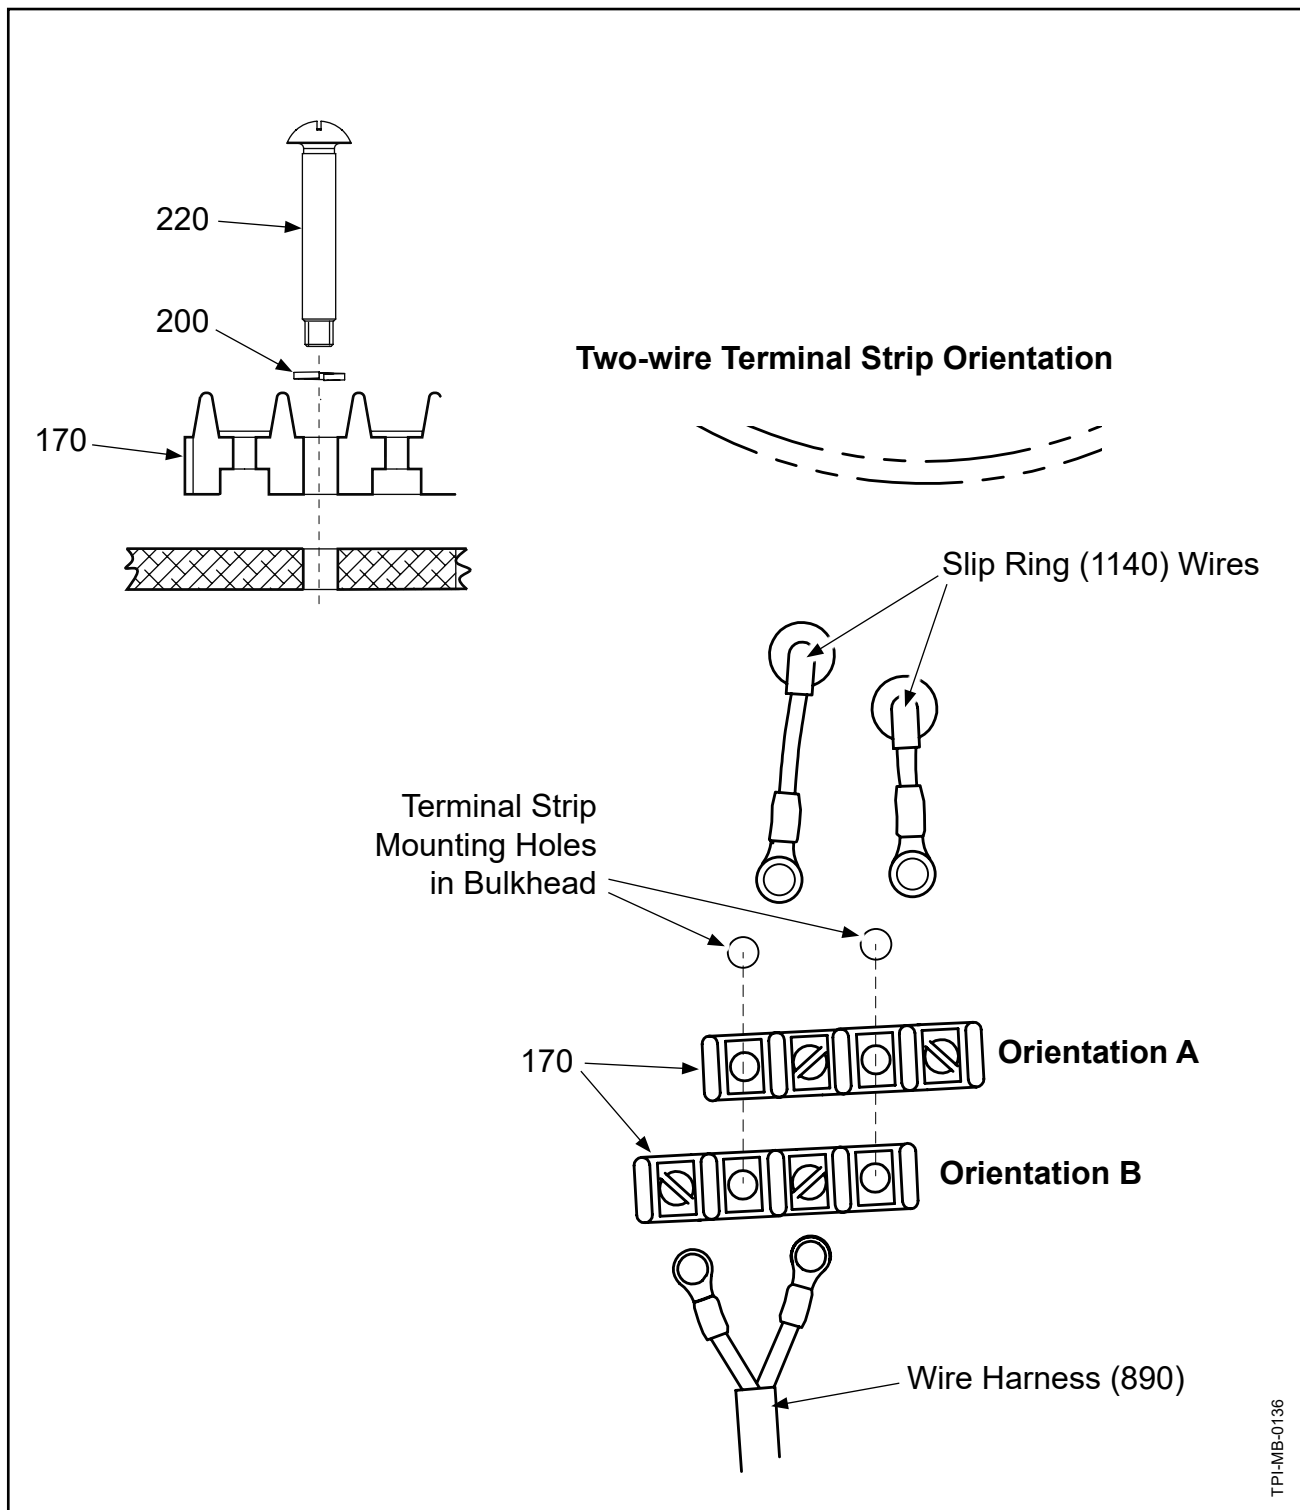 220
200
170
Two-wire Terminal Strip Orientation
Slip Ring (1140) Wires
Terminal Strip
Mounting Holes
in Bulkhead
170
Orientation A
Orientation B
Wire Harness (890)
TPI-MB-0136